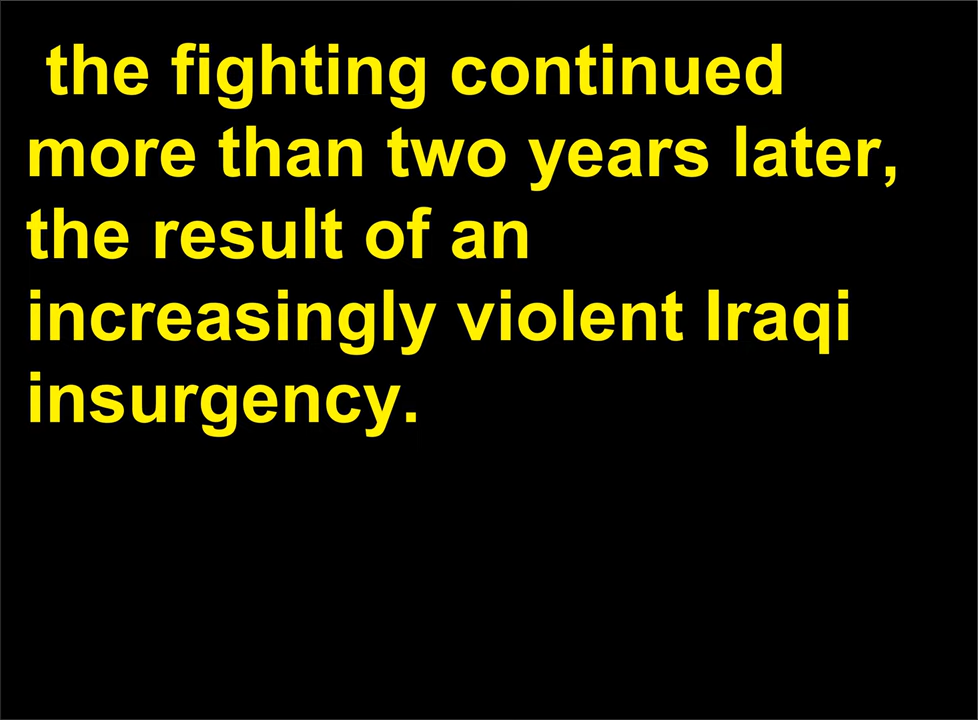 the fighting continued
more than two years later,
the result of an
increasingly violent Iraqi
insurgency.